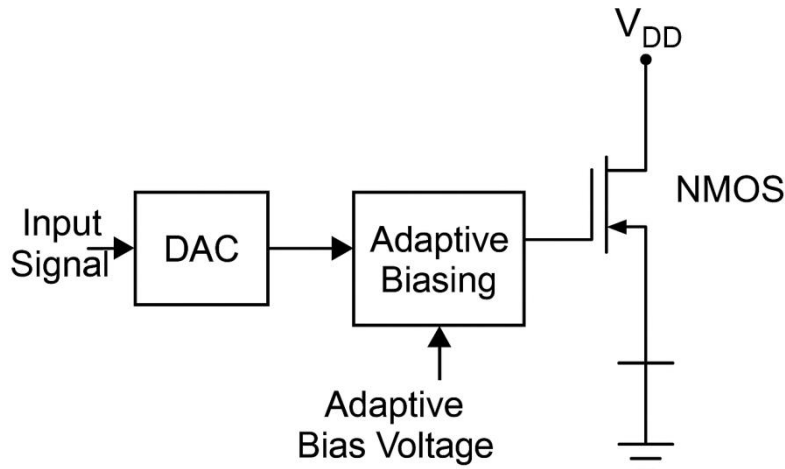 V_DD
NMOS
Input
Signal
DAC
Adaptive
Biasing
Adaptive
Bias Voltage